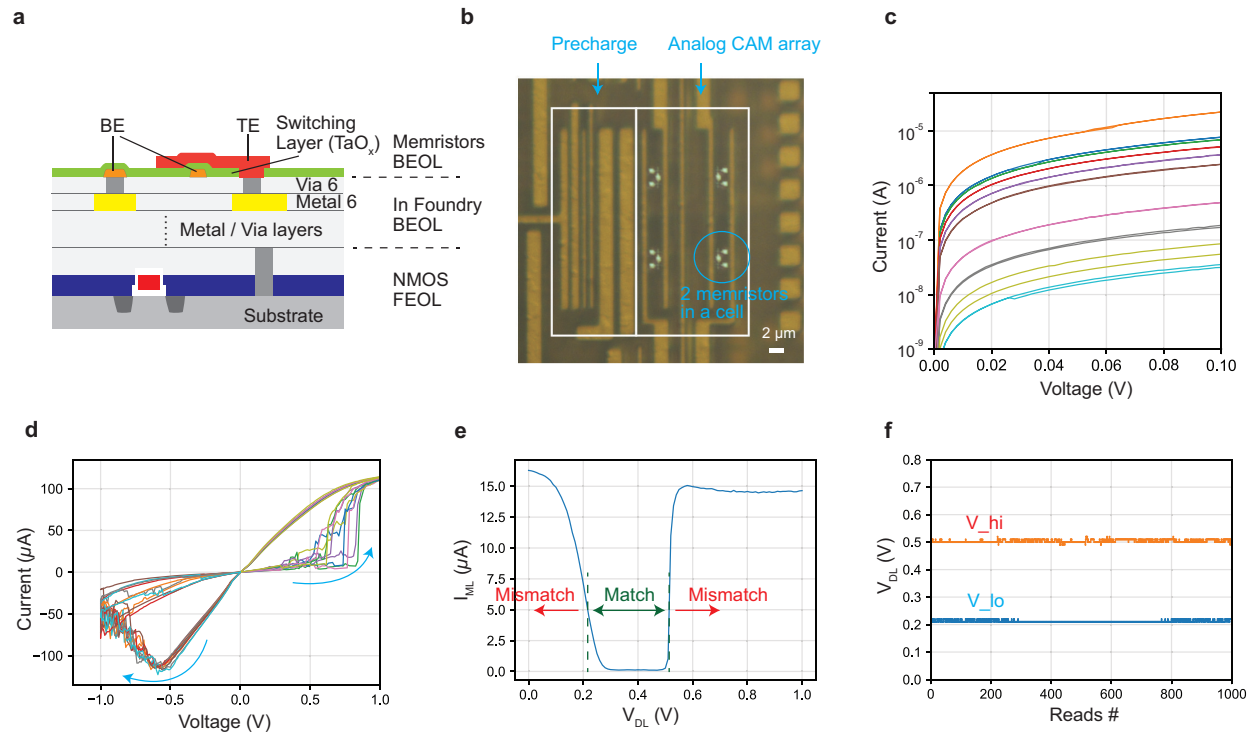 a
BE
TE
Switching
Layer (TaOx)
Memristors
BEOL
Via 6
Metal 6
In Foundry
BEOL
Metal / Via layers
NMOS
FEOL
Substrate
b
Precharge
Analog CAM array
2 memristors
in a cell
2 µm
c
Current (A)
10-5
10-6
10-7
10-8
10-9
0.00 0.02 0.04 0.06 0.08 0.10
Voltage (V)
d
Current (µA)
100
50
0
−50
−100
−1.0 −0.5 0.0 0.5 1.0
Voltage (V)
e
IML (µA)
15.0
12.5
10.0
7.5
5.0
2.5
0.0
Mismatch
Match
Mismatch
0.0 0.2 0.4 0.6 0.8 1.0
VDL (V)
f
VDL (V)
0.8
0.7
0.6
0.5
0.4
0.3
0.2
0.1
0.0
V_hi
V_lo
0 200 400 600 800 1000
Reads #